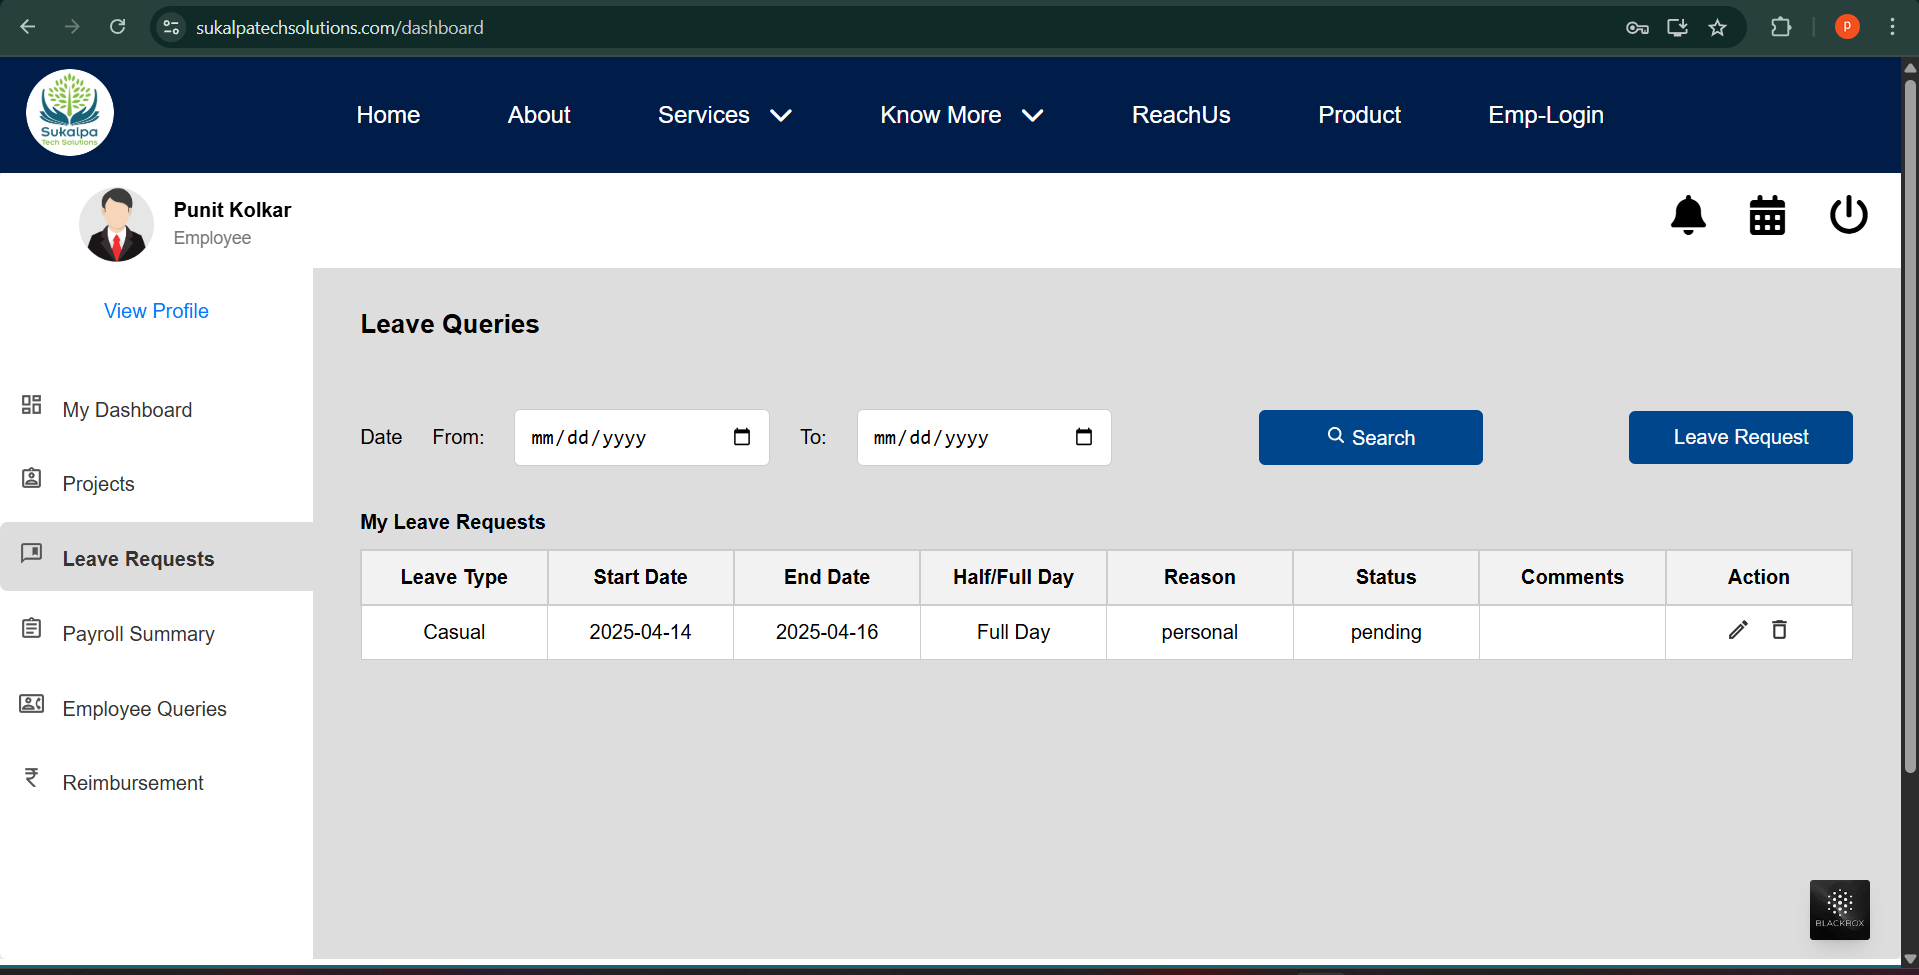 sukalpatechsolutions.com/dashboard
p
Sukalpa
Tech Solutions
Home About Services Know More ReachUs Product Emp-Login
Punit Kolkar
Employee
View Profile
My Dashboard
Projects
Leave Requests
Payroll Summary
Employee Queries
₹ Reimbursement
Leave Queries
Date From: mm/dd/yyyy To: mm/dd/yyyy Search Leave Request
My Leave Requests
Leave Type Start Date End Date Half/Full Day Reason Status Comments Action
Casual 2025-04-14 2025-04-16 Full Day personal pending
BLACKBOX